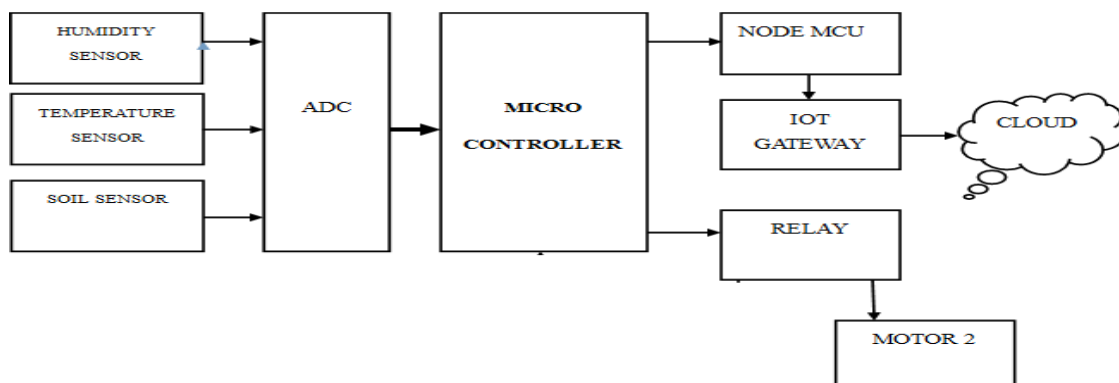 HUMIDITY
SENSOR
TEMPERATURE
SENSOR
SOIL SENSOR
ADC
MICRO
CONTROLLER
NODE MCU
IOT
GATEWAY
CLOUD
RELAY
MOTOR 2